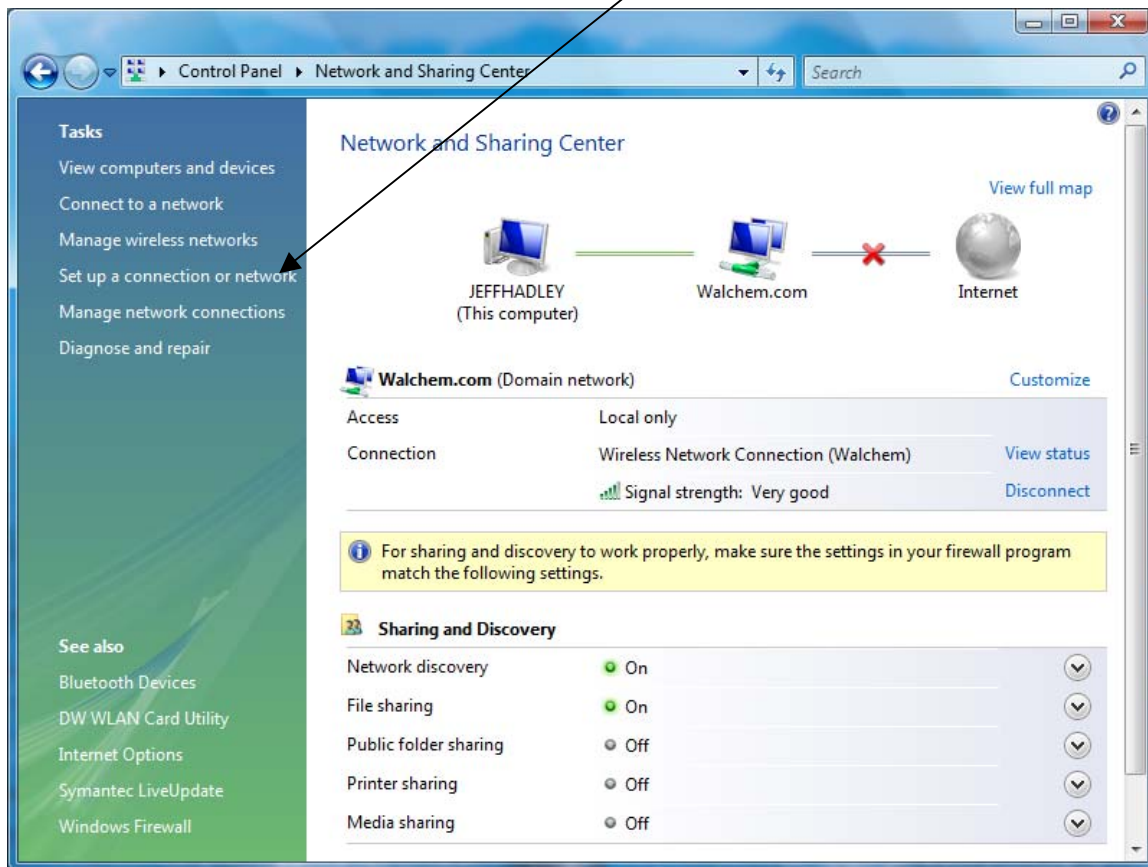 Control Panel ▸ Network and Sharing Center
Search
Tasks
View computers and devices
Connect to a network
Manage wireless networks
Set up a connection or network
Manage network connections
Diagnose and repair
See also
Bluetooth Devices
DW WLAN Card Utility
Internet Options
Symantec LiveUpdate
Windows Firewall
Network and Sharing Center
View full map
JEFFHADLEY
(This computer)
Walchem.com
Internet
Walchem.com (Domain network) Customize
Access Local only
Connection Wireless Network Connection (Walchem) View status
Signal strength: Very good Disconnect
For sharing and discovery to work properly, make sure the settings in your firewall program
match the following settings.
Sharing and Discovery
Network discovery On
File sharing On
Public folder sharing Off
Printer sharing Off
Media sharing Off